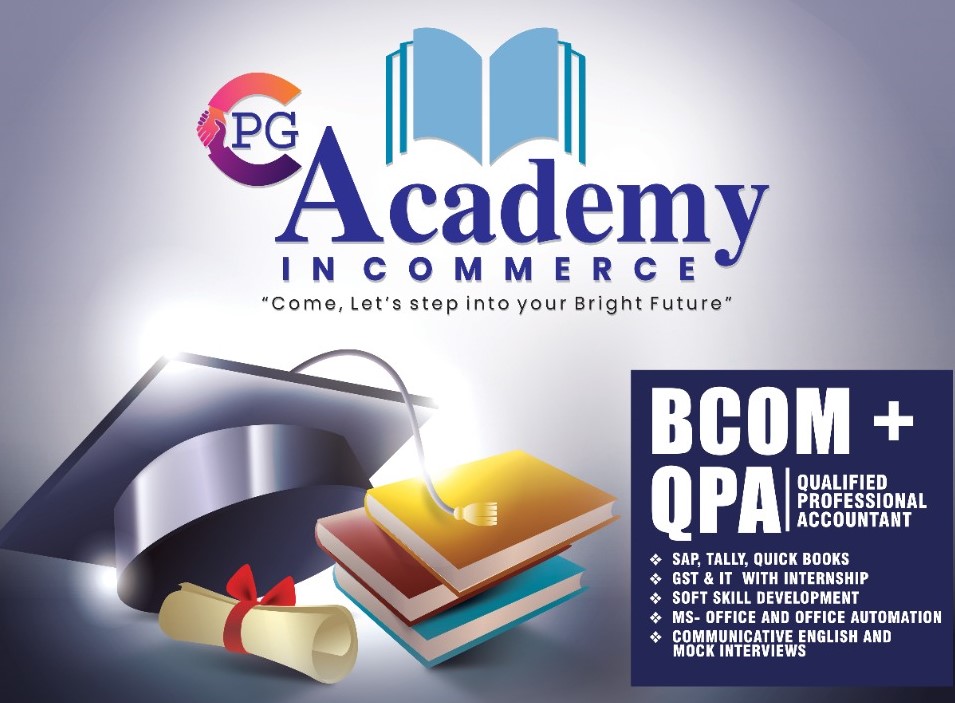 CPG
Academy
IN COMMERCE
“Come, Let’s step into your Bright Future”
BCOM +
QPA
QUALIFIED
PROFESSIONAL
ACCOUNTANT
❖ SAP, TALLY, QUICK BOOKS
❖ GST & IT WITH INTERNSHIP
❖ SOFT SKILL DEVELOPMENT
❖ MS- OFFICE AND OFFICE AUTOMATION
❖ COMMUNICATIVE ENGLISH AND
MOCK INTERVIEWS